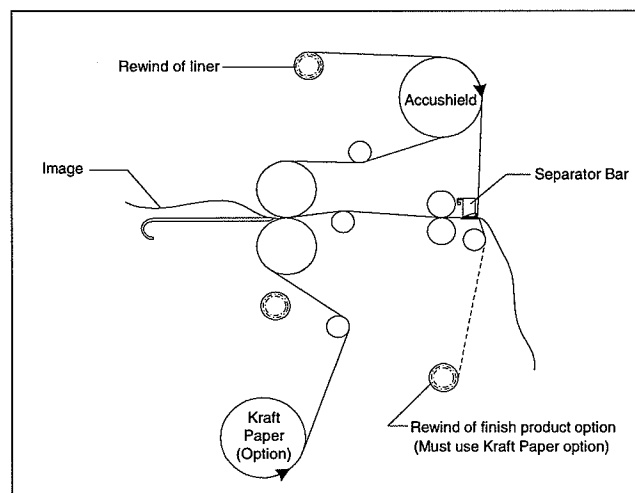 Rewind of liner
Accushield
Image
Separator Bar
Kraft
Paper
(Option)
Rewind of finish product option
(Must use Kraft Paper option)